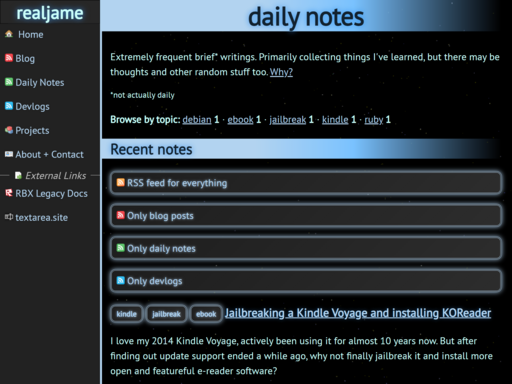 realjame
Home
Blog
Daily Notes
Devlogs
Projects
About + Contact
External Links
RBX Legacy Docs
textarea.site
daily notes
Extremely frequent brief* writings. Primarily collecting things I've learned, but there may be
thoughts and other random stuff too. Why?
*not actually daily
Browse by topic: debian 1 · ebook 1 · jailbreak 1 · kindle 1 · ruby 1
Recent notes
RSS feed for everything
Only blog posts
Only daily notes
Only devlogs
kindle jailbreak ebook Jailbreaking a Kindle Voyage and installing KOReader
I love my 2014 Kindle Voyage, actively been using it for almost 10 years now. But after
finding out update support ended a while ago, why not finally jailbreak it and install more
open and featureful e-reader software?